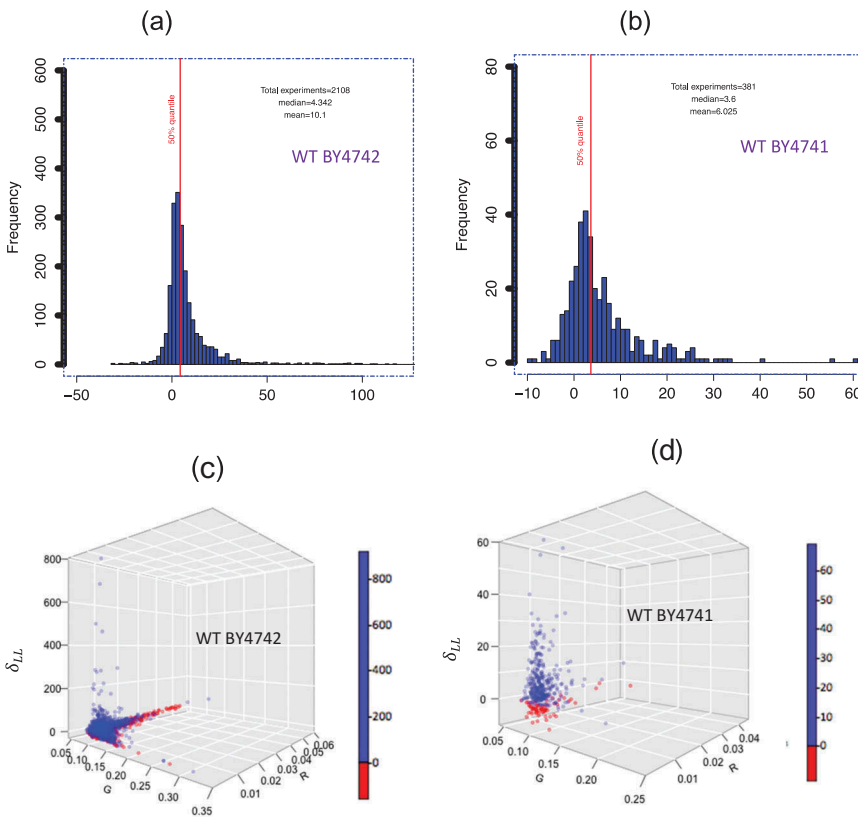 (a)
600
500
400
300
200
100
0
Frequency
50% quantile
Total experiments=2108
median=4.342
mean=10.1
WT BY4742
−50
0
50
100
(b)
80
60
40
20
0
Frequency
50% quantile
Total experiments=381
median=3.6
mean=6.025
WT BY4741
−10
0
10
20
30
40
50
60
(c)
800
600
400
200
0
δLL
WT BY4742
0.05
0.10
0.15
0.20
0.25
0.30
0.35
G
0.01
0.02
0.03
0.04
0.05
0.06
R
800
600
400
200
0
(d)
60
40
20
0
δLL
WT BY4741
0.05
0.10
0.15
0.20
0.25
G
0.01
0.02
0.03
0.04
R
60
50
40
30
20
10
0